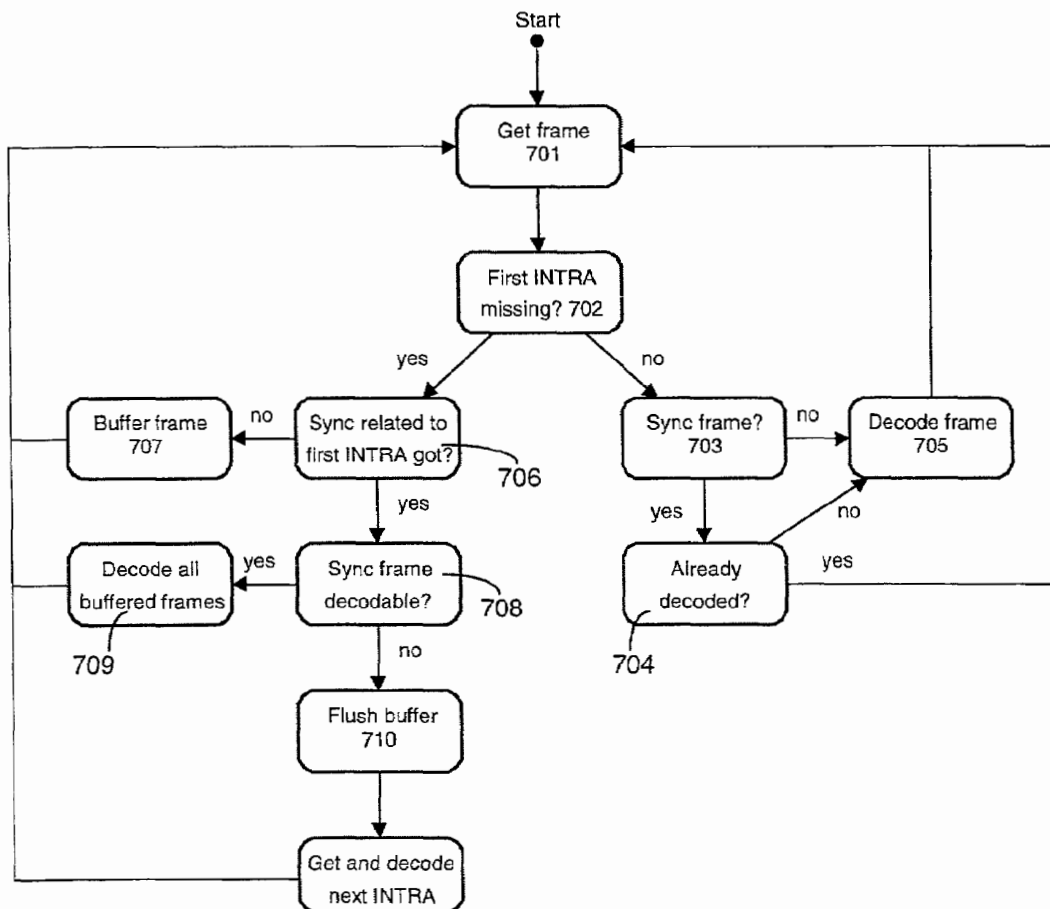 Start
Get frame
701
First INTRA
missing? 702
yes
no
Buffer frame
707
no
Sync related to
first INTRA got?
706
Sync frame?
703
no
Decode frame
705
yes
yes
no
Decode all
buffered frames
709
yes
Sync frame
decodable?
708
Already
decoded?
704
yes
no
Flush buffer
710
Get and decode
next INTRA